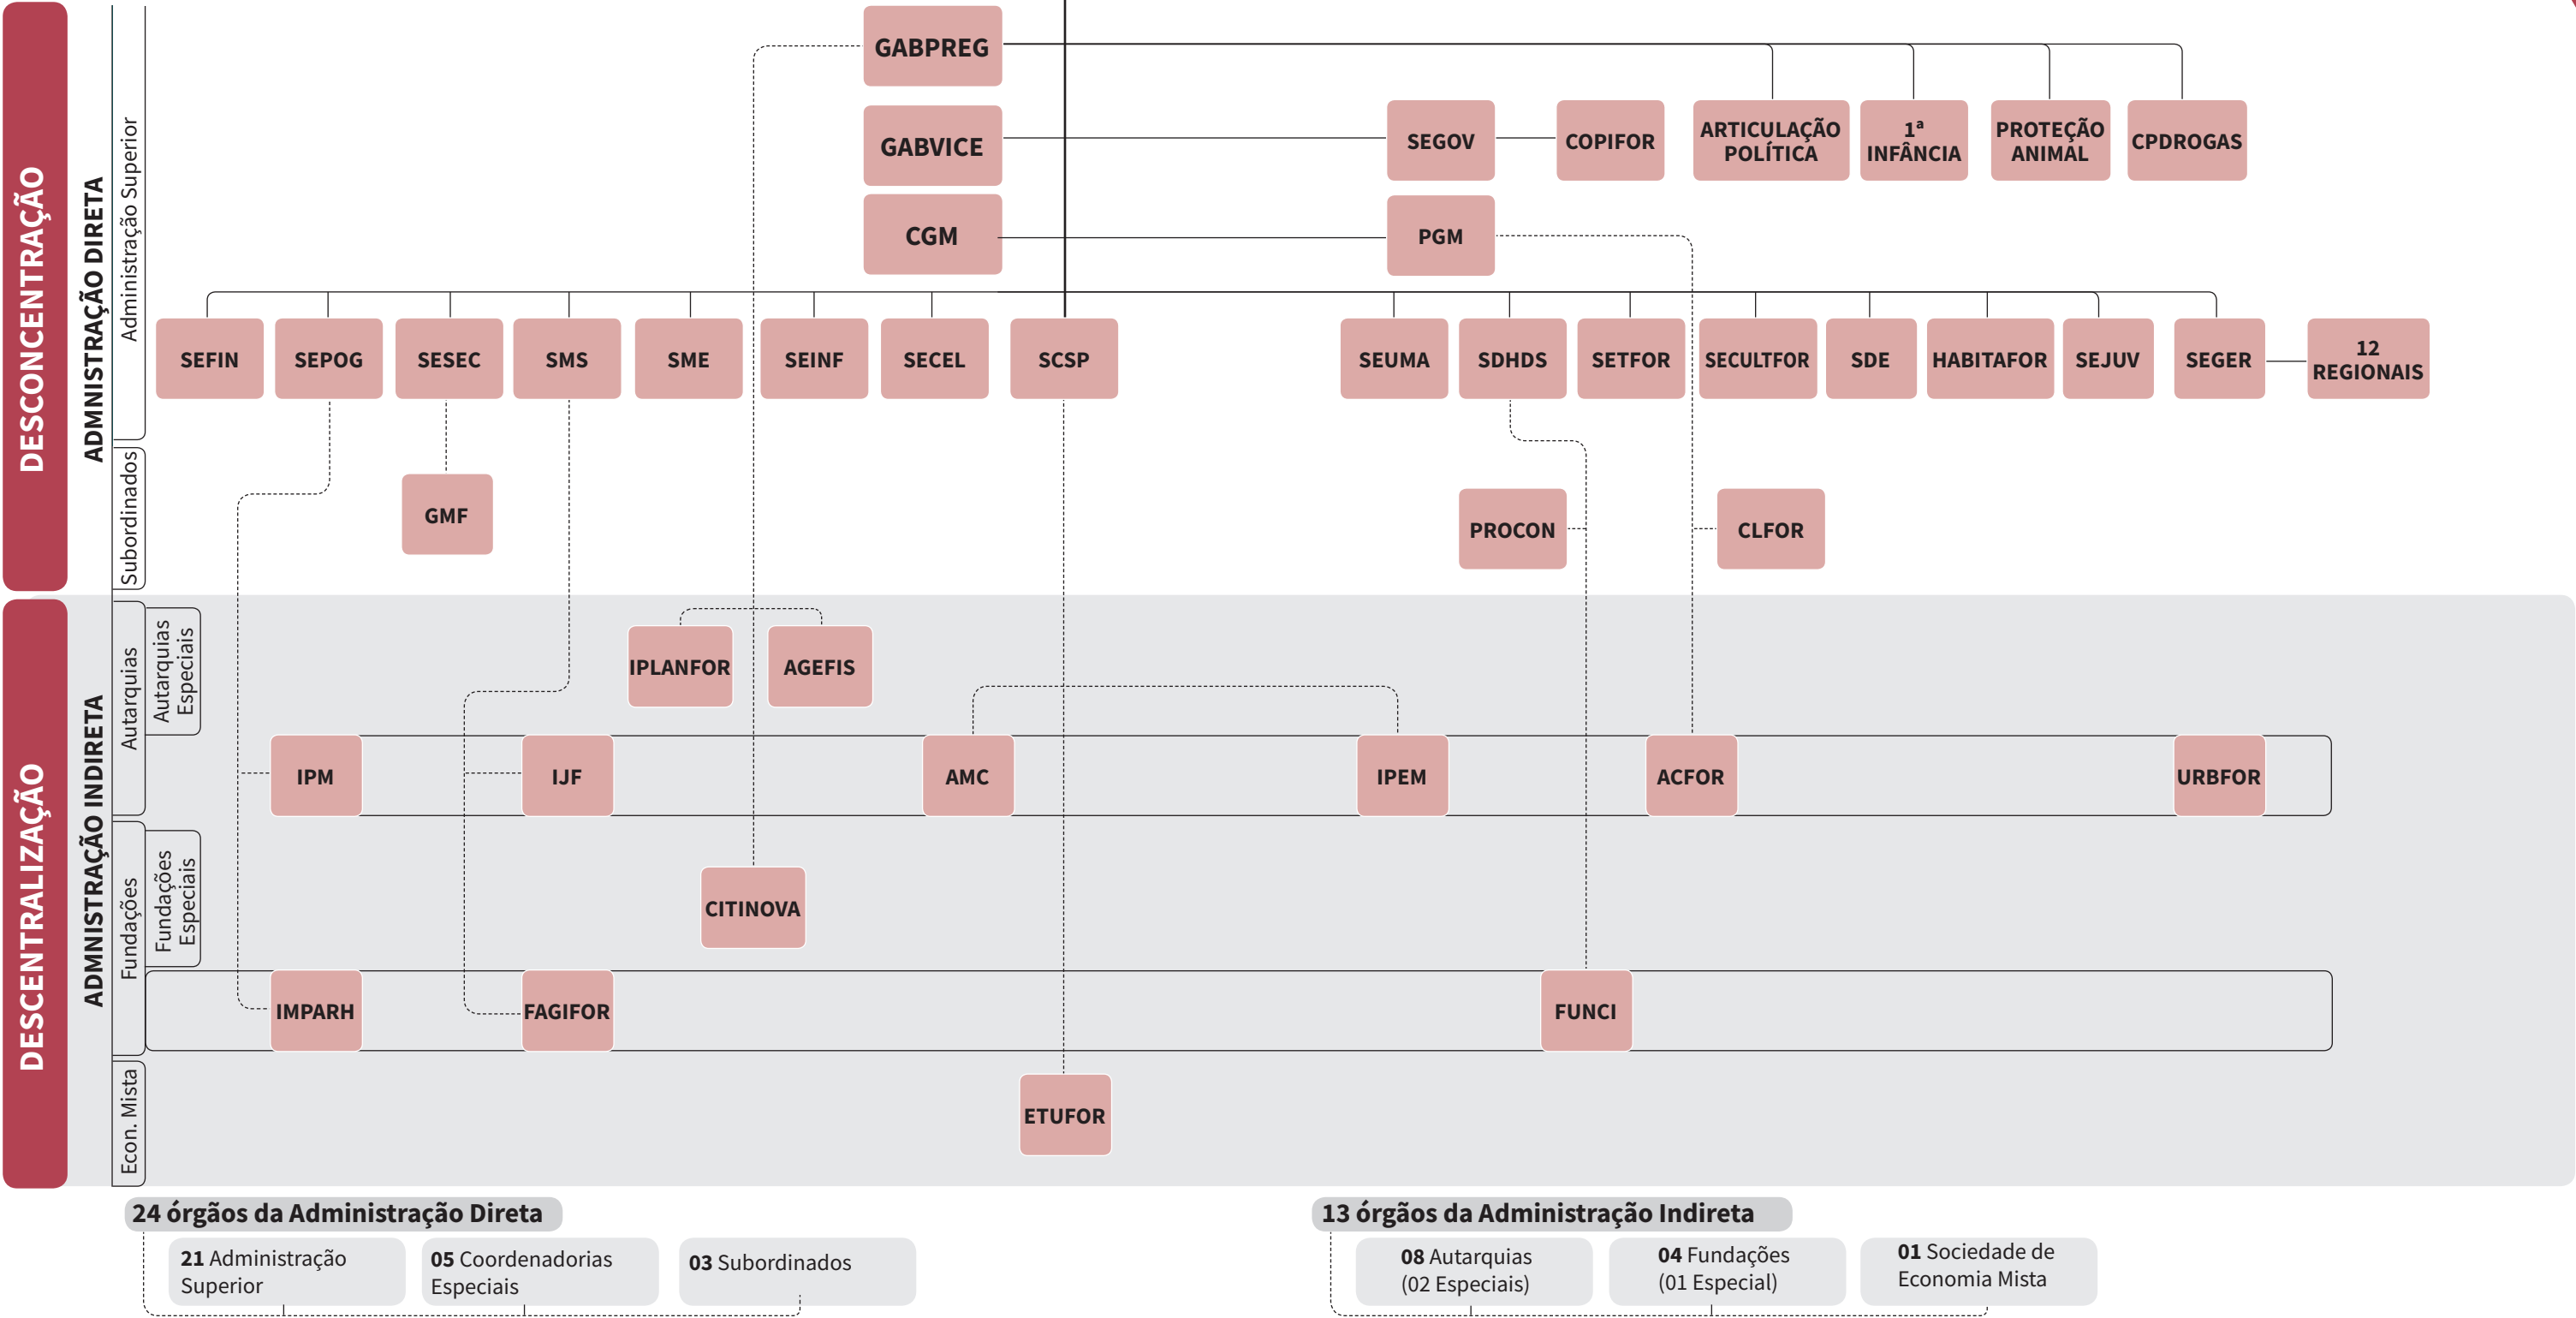 DESCONCENTRAÇÃO
ADMNISTRAÇÃO DIRETA
Administração Superior
GABPREG
GABVICE
SEGOV
COPIFOR
ARTICULAÇÃO
POLÍTICA
1ª
INFÂNCIA
PROTEÇÃO
ANIMAL
CPDROGAS
CGM
PGM
SEFIN
SEPOG
SESEC
SMS
SME
SEINF
SECEL
SCSP
SEUMA
SDHDS
SETFOR
SECULTFOR
SDE
HABITAFOR
SEJUV
SEGER
12
REGIONAIS
Subordinados
GMF
PROCON
CLFOR
DESCENTRALIZAÇÃO
ADMNISTRAÇÃO INDIRETA
Autarquias
Autarquias
Especiais
IPLANFOR
AGEFIS
IPM
IJF
AMC
IPEM
ACFOR
URBFOR
Fundações
Fundações
Especiais
CITINOVA
IMPARH
FAGIFOR
FUNCI
Econ. Mista
ETUFOR
24 órgãos da Administração Direta
21 Administração
Superior
05 Coordenadorias
Especiais
03 Subordinados
13 órgãos da Administração Indireta
08 Autarquias
(02 Especiais)
04 Fundações
(01 Especial)
01 Sociedade de
Economia Mista